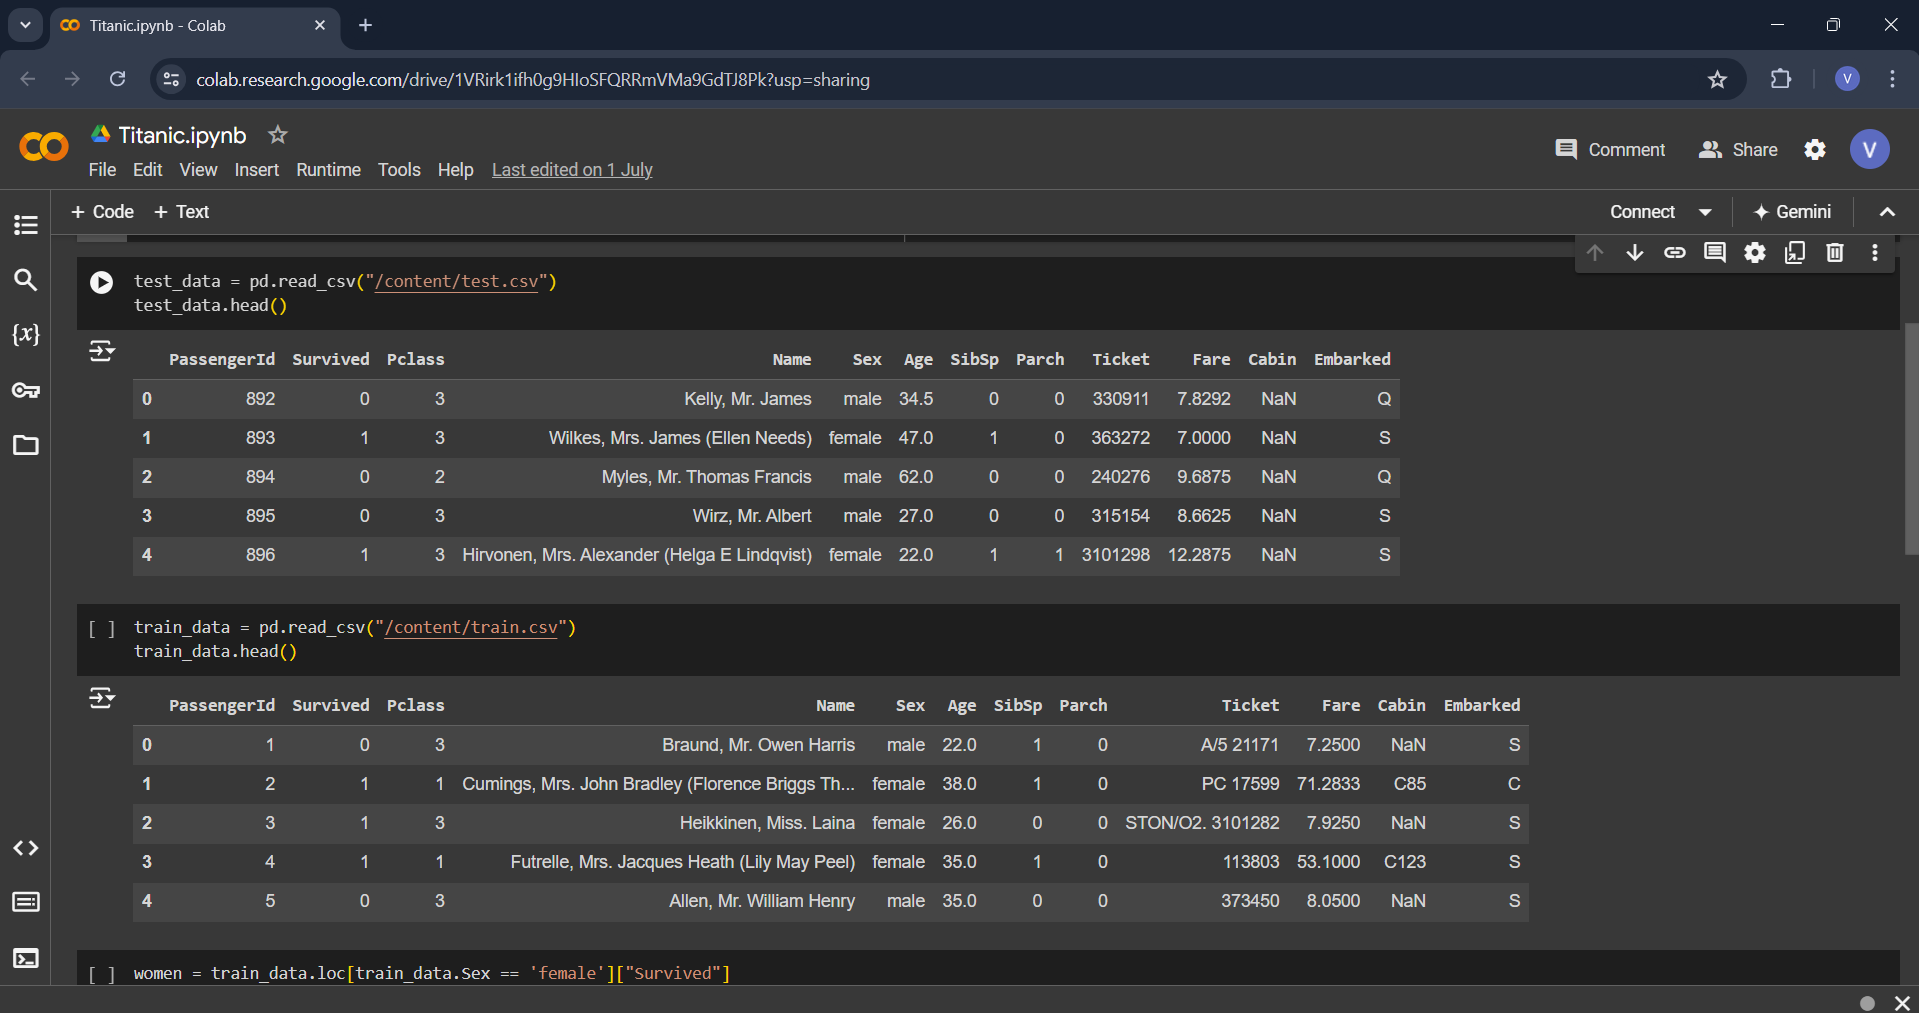 Titanic.ipynb - Colab
colab.research.google.com/drive/1VRirk1ifh0g9HIoSFQRRmVMa9GdTJ8Pk?usp=sharing
V
Titanic.ipynb
Comment Share V
File Edit View Insert Runtime Tools Help Last edited on 1 July
+ Code + Text Connect Gemini
test_data = pd.read_csv("/content/test.csv")
test_data.head()
{x}
PassengerId Survived Pclass Name Sex Age SibSp Parch Ticket Fare Cabin Embarked
0 892 0 3 Kelly, Mr. James male 34.5 0 0 330911 7.8292 NaN Q
1 893 1 3 Wilkes, Mrs. James (Ellen Needs) female 47.0 1 0 363272 7.0000 NaN S
2 894 0 2 Myles, Mr. Thomas Francis male 62.0 0 0 240276 9.6875 NaN Q
3 895 0 3 Wirz, Mr. Albert male 27.0 0 0 315154 8.6625 NaN S
4 896 1 3 Hirvonen, Mrs. Alexander (Helga E Lindqvist) female 22.0 1 1 3101298 12.2875 NaN S
[ ] train_data = pd.read_csv("/content/train.csv")
train_data.head()
PassengerId Survived Pclass Name Sex Age SibSp Parch Ticket Fare Cabin Embarked
0 1 0 3 Braund, Mr. Owen Harris male 22.0 1 0 A/5 21171 7.2500 NaN S
1 2 1 1 Cumings, Mrs. John Bradley (Florence Briggs Th... female 38.0 1 0 PC 17599 71.2833 C85 C
2 3 1 3 Heikkinen, Miss. Laina female 26.0 0 0 STON/O2. 3101282 7.9250 NaN S
3 4 1 1 Futrelle, Mrs. Jacques Heath (Lily May Peel) female 35.0 1 0 113803 53.1000 C123 S
4 5 0 3 Allen, Mr. William Henry male 35.0 0 0 373450 8.0500 NaN S
[ ] women = train_data.loc[train_data.Sex == 'female']["Survived"]